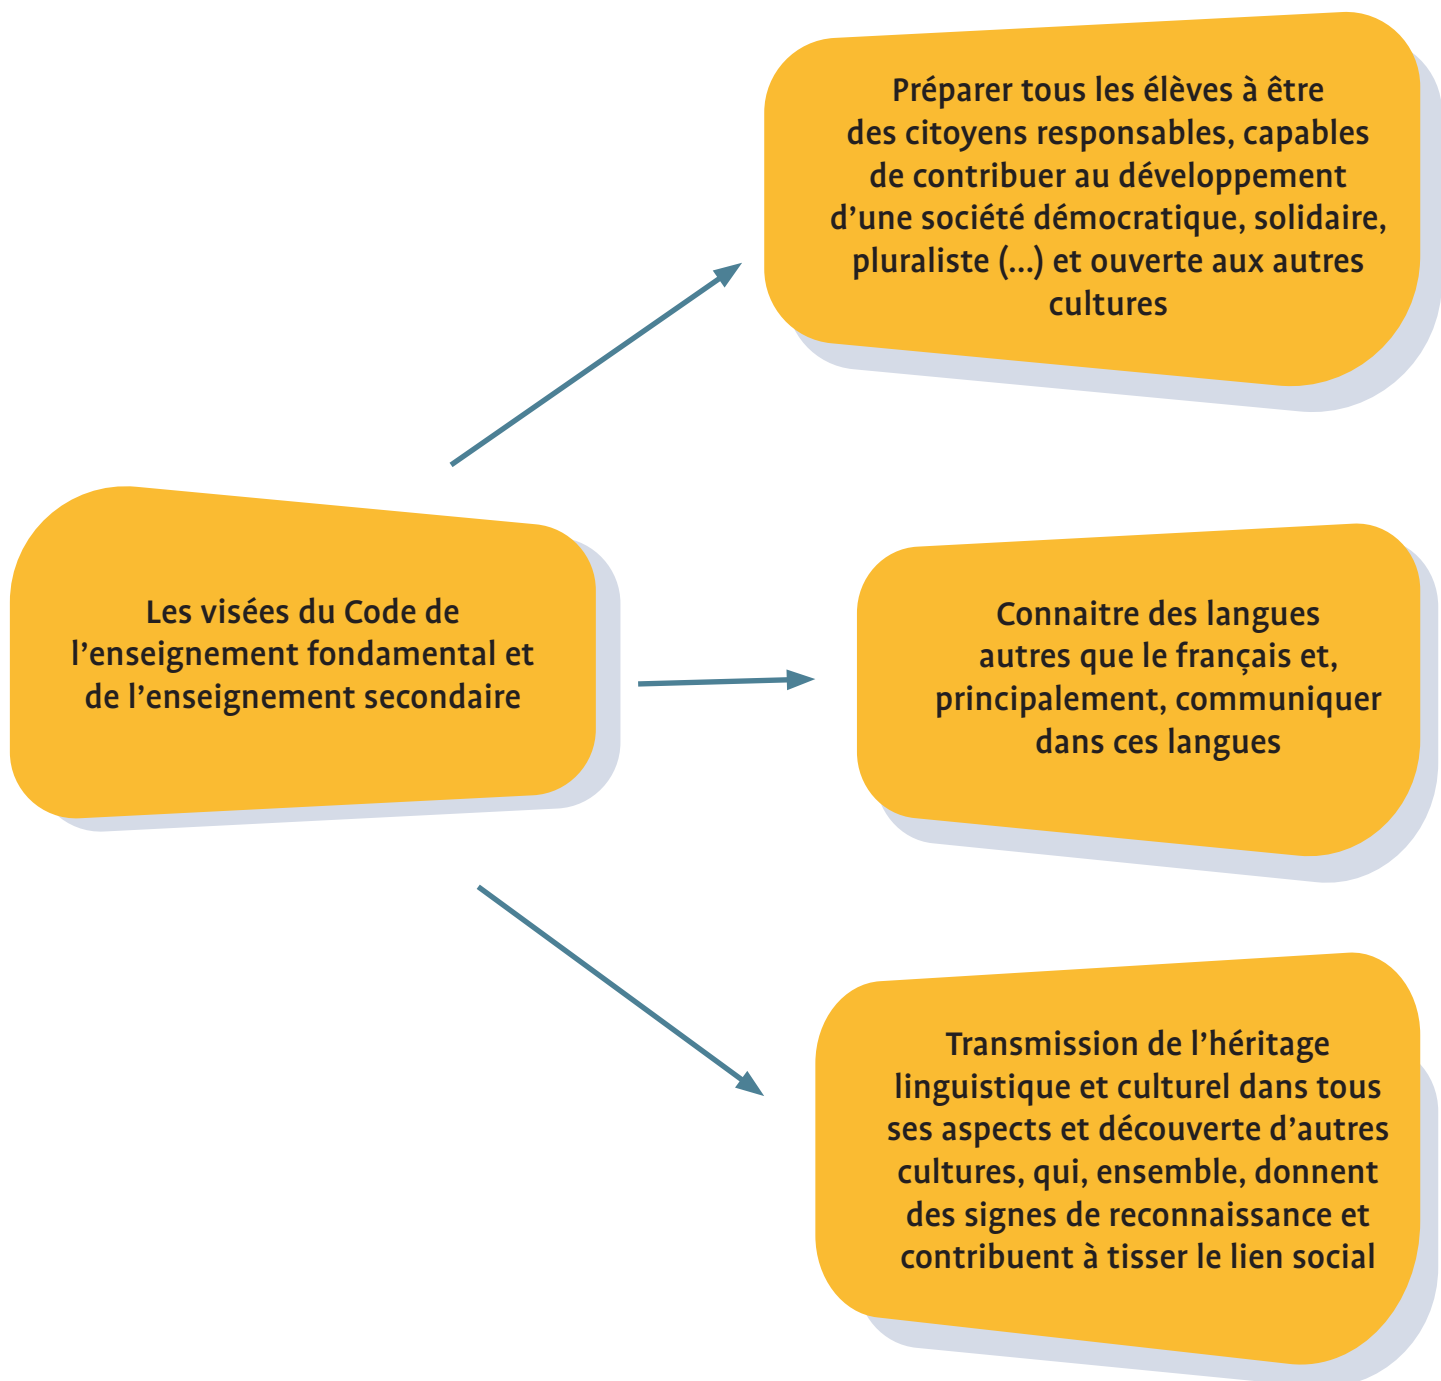 Préparer tous les élèves à être
des citoyens responsables, capables
de contribuer au développement
d’une société démocratique, solidaire,
pluraliste (...) et ouverte aux autres
cultures
Les visées du Code de
l’enseignement fondamental et
de l’enseignement secondaire
Connaitre des langues
autres que le français et,
principalement, communiquer
dans ces langues
Transmission de l’héritage
linguistique et culturel dans tous
ses aspects et découverte d’autres
cultures, qui, ensemble, donnent
des signes de reconnaissance et
contribuent à tisser le lien social